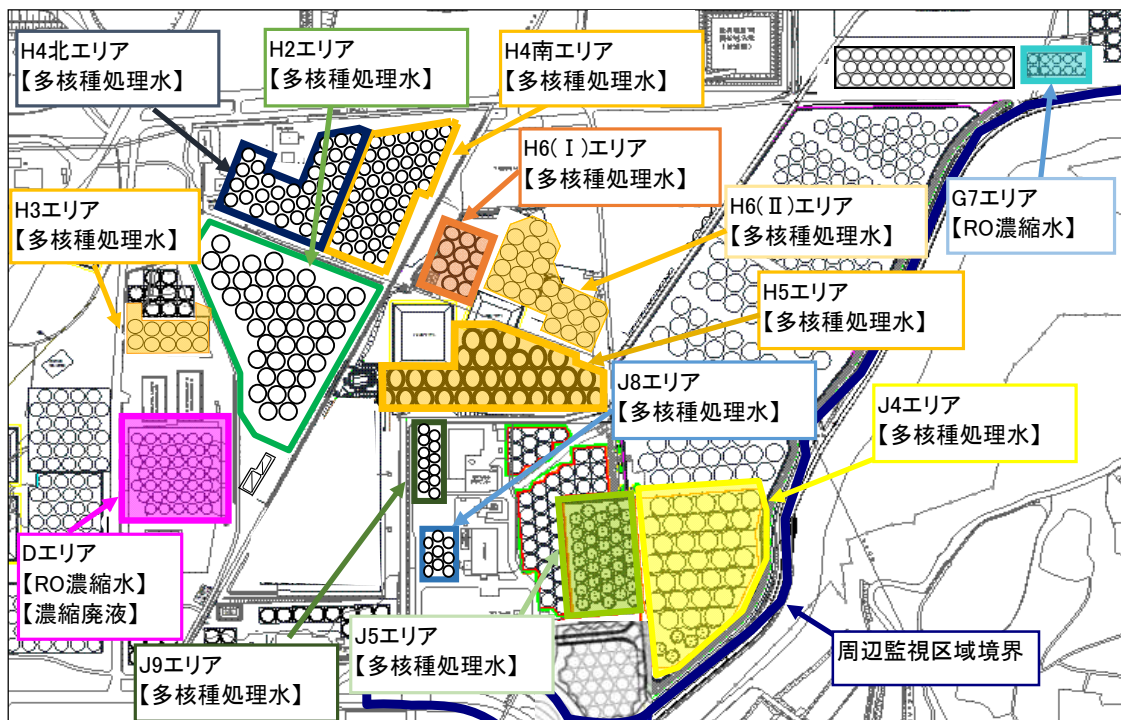 H4北エリア
【多核種処理水】
H2エリア
【多核種処理水】
H4南エリア
【多核種処理水】
H6(Ⅰ)エリア
【多核種処理水】
H3エリア
【多核種処理水】
H6(Ⅱ)エリア
【多核種処理水】
G7エリア
【RO濃縮水】
H5エリア
【多核種処理水】
J8エリア
【多核種処理水】
J4エリア
【多核種処理水】
Dエリア
【RO濃縮水】
【濃縮廃液】
J5エリア
【多核種処理水】
J9エリア
【多核種処理水】
周辺監視区域境界